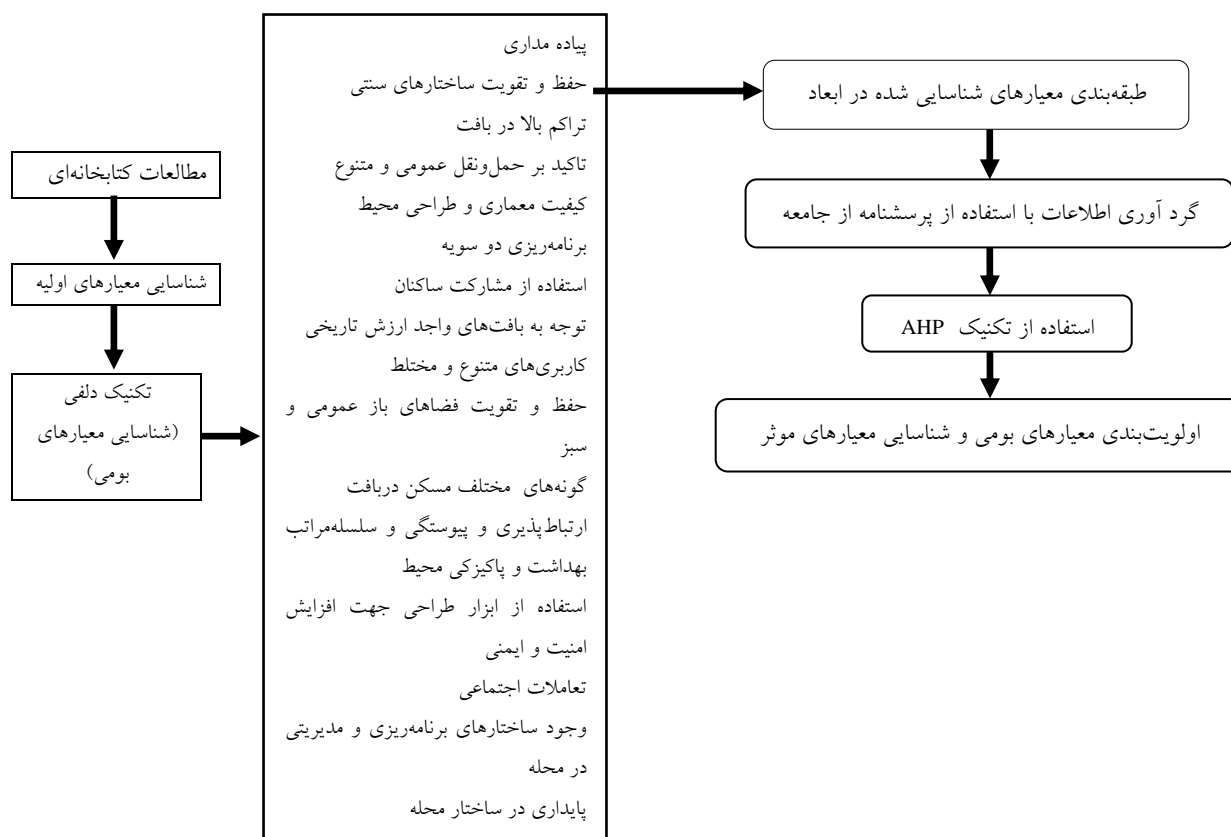 مطالعات کتابخانه‌ای
شناسایی معیارهای اولیه
تکنیک دلفی
(شناسایی معیارهای
بومی)
پیاده مداری
حفظ و تقویت ساختارهای سنتی
تراکم بالا در بافت
تاکید بر حمل‌ونقل عمومی و متنوع
کیفیت معماری و طراحی محیط
برنامه‌ریزی دو سویه
استفاده از مشارکت ساکنان
توجه به بافت‌های واجد ارزش تاریخی
کاربری‌های متنوع و مختلط
حفظ و تقویت فضاهای باز عمومی و
سبز
گونه‌های مختلف مسکن دربافت
ارتباط‌پذیری و پیوستگی و سلسله‌مراتب
بهداشت و پاکیزکی محیط
استفاده از ابزار طراحی جهت افزایش
امنیت و ایمنی
تعاملات اجتماعی
وجود ساختارهای برنامه‌ریزی و مدیریتی
در محله
پایداری در ساختار محله
طبقه‌بندی معیارهای شناسایی شده در ابعاد
گرد آوری اطلاعات با استفاده از پرسشنامه از جامعه
استفاده از تکنیک AHP
اولویت‌بندی معیارهای بومی و شناسایی معیارهای موثر